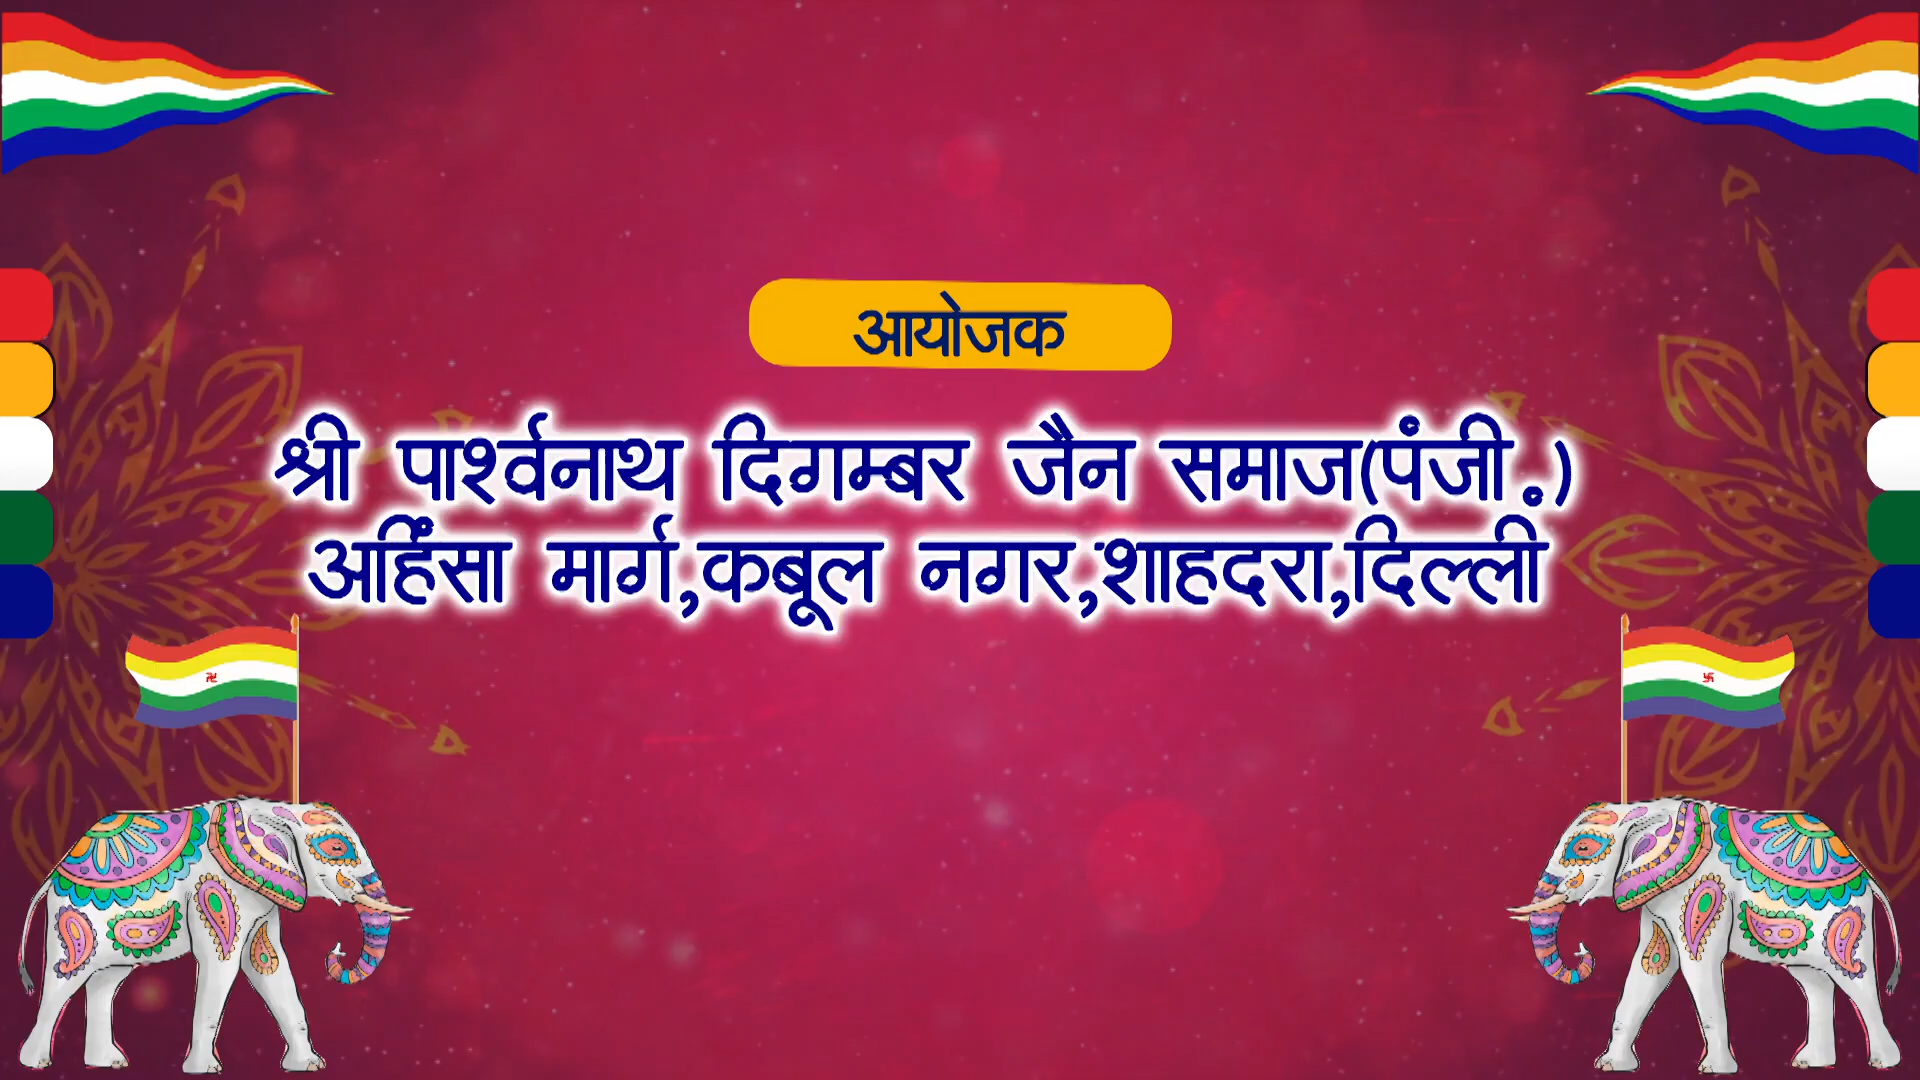 आयोजक
श्री पार्श्वनाथ दिगम्बर जैन समाज(पंजी.)
अहिंसा मार्ग,कबूल नगर,शाहदरा,दिल्लीं